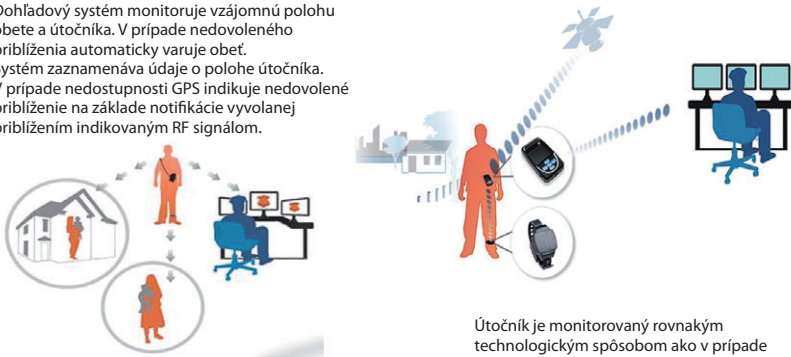 Dohľadový systém monitoruje vzájomnú polohu
obete a útočníka. V prípade nedovoleného
priblíženia automaticky varuje obeť.
Systém zaznamenáva údaje o polohe útočníka.
V prípade nedostupnosti GPS indikuje nedovolené
priblíženie na základe notifikácie vyvolanej
priblížením indikovaným RF signálom.
Útočník je monitorovaný rovnakým
technologickým spôsobom ako v prípade